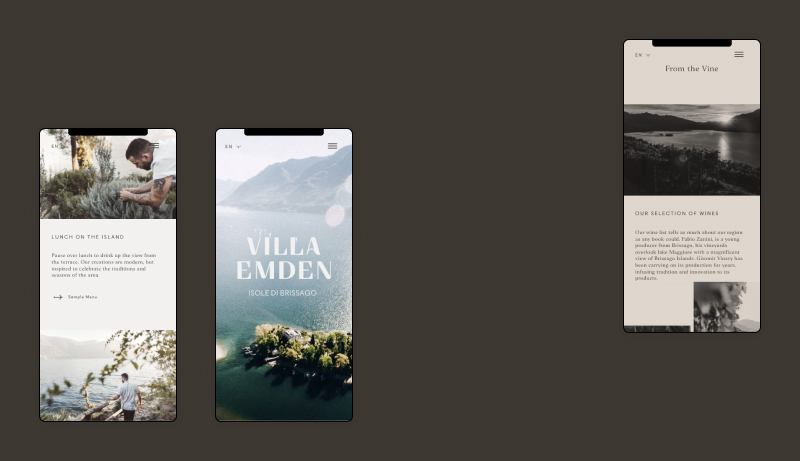 EN
LUNCH ON THE ISLAND
Pause over lunch to drink up the view from
the terrace. Our creations are modern, but
inspired to celebrate the traditions and
seasons of the area.
Sample Menu
EN
VILLA
EMDEN
ISOLE DI BRISSAGO
EN
From the Vine
OUR SELECTION OF WINES
Our wine list tells as much about our region
as any book could. Fabio Zanini, is a young
producer from Brissago, his vineyards
overlook lake Maggiore with a magnificent
view of Brissago Islands. Giannit Vinary has
been carrying on its production for years,
infusing tradition and innovation to its
products.